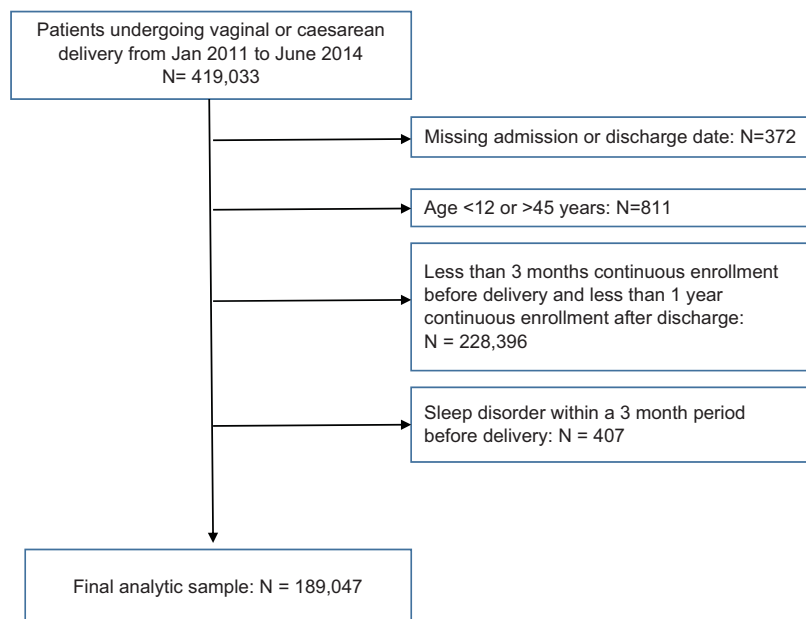 Patients undergoing vaginal or caesarean
delivery from Jan 2011 to June 2014
N= 419,033
Missing admission or discharge date: N=372
Age <12 or >45 years: N=811
Less than 3 months continuous enrollment
before delivery and less than 1 year
continuous enrollment after discharge:
N = 228,396
Sleep disorder within a 3 month period
before delivery: N = 407
Final analytic sample: N = 189,047